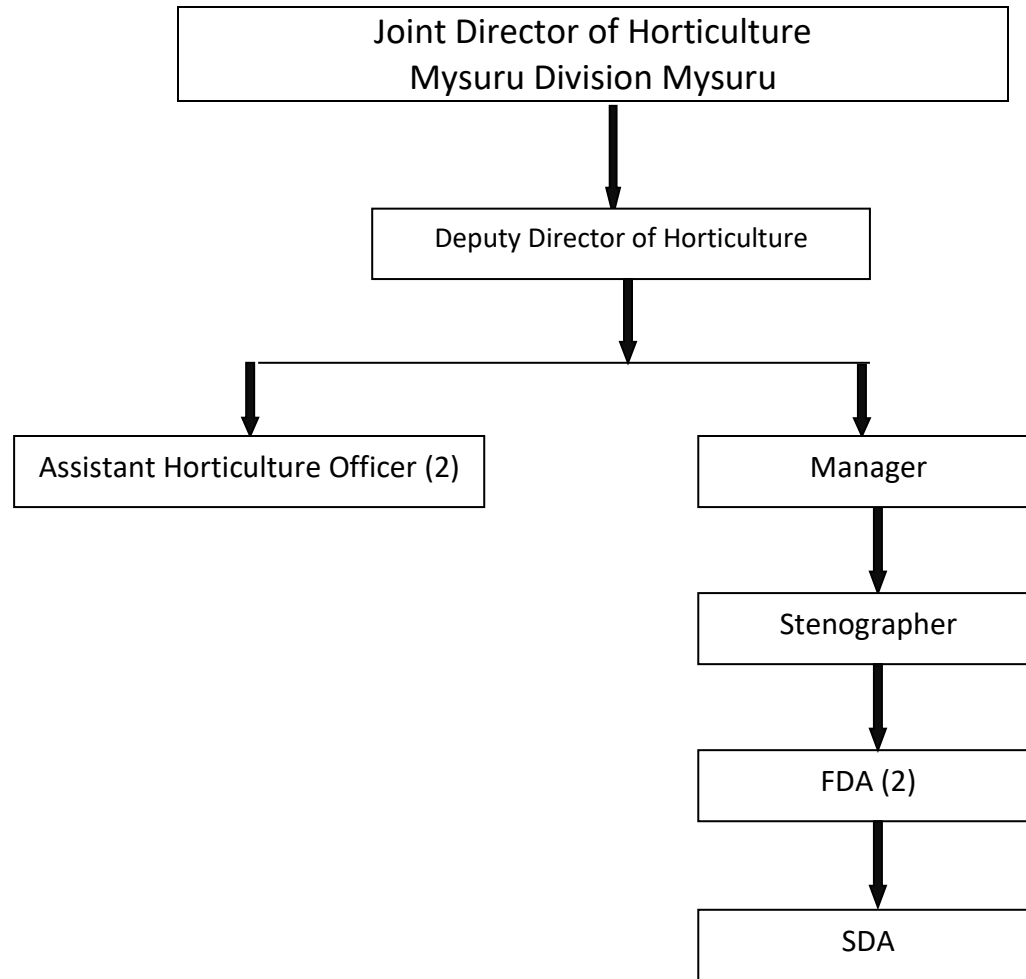 Joint Director of Horticulture
Mysuru Division Mysuru
Deputy Director of Horticulture
Assistant Horticulture Officer (2)
Manager
Stenographer
FDA (2)
SDA